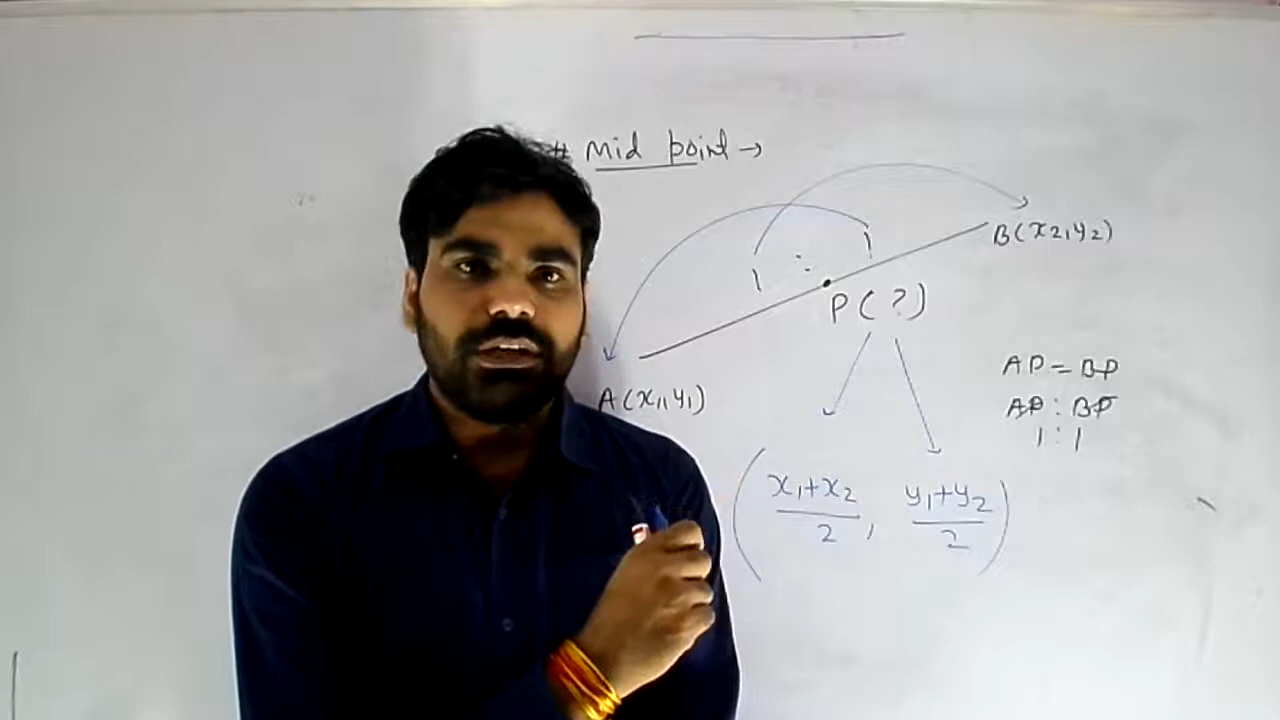 # Mid point →
B(x2,y2)
1 : 1
P(?)
AP = BP
A(x1,y1)
AP : BP
1 : 1
(x1+x2/2, y1+y2/2)